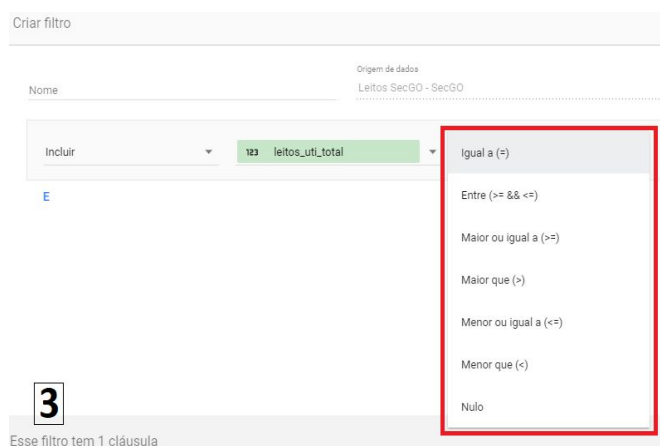 Criar filtro
Origem de dados
Nome
Leitos SecGO - SecGO
Incluir
123 leitos_uti_total
Igual a (=)
E
Entre (>= && <=)
Maior ou igual a (>=)
Maior que (>)
Menor ou igual a (<=)
Menor que (<)
3
Nulo
Esse filtro tem 1 cláusula